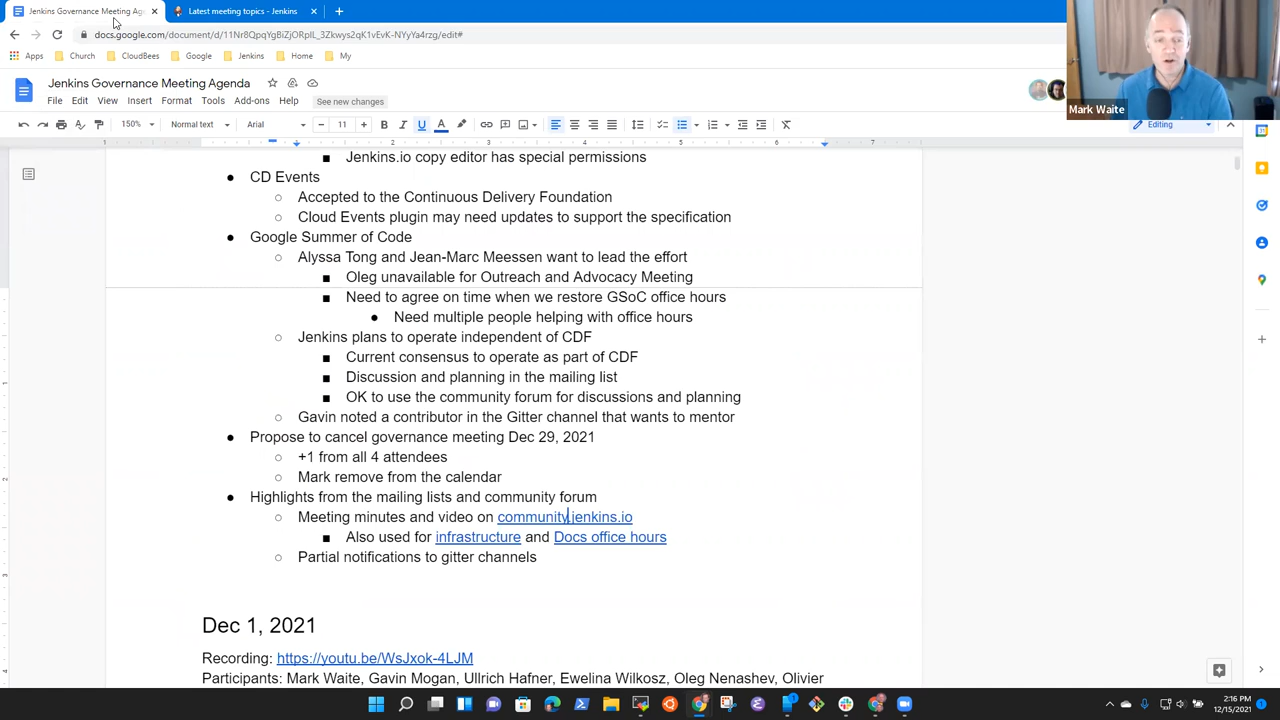 Jenkins Governance Meeting Ag
Latest meeting topics - Jenkins
docs.google.com/document/d/11Nr8QpqYgBiZjORpIL_3Zkwys2qK1vEvK-NYyYa4rzg/edit#
Apps Church CloudBees Google Jenkins Home My
Jenkins Governance Meeting Agenda
File Edit View Insert Format Tools Add-ons Help See new changes
Mark Waite
150% Normal text Arial 11 Editing
1 1 2 3 4 5 6 7
Jenkins.io copy editor has special permissions
CD Events
Accepted to the Continuous Delivery Foundation
Cloud Events plugin may need updates to support the specification
Google Summer of Code
Alyssa Tong and Jean-Marc Meessen want to lead the effort
Oleg unavailable for Outreach and Advocacy Meeting
Need to agree on time when we restore GSoC office hours
Need multiple people helping with office hours
Jenkins plans to operate independent of CDF
Current consensus to operate as part of CDF
Discussion and planning in the mailing list
OK to use the community forum for discussions and planning
Gavin noted a contributor in the Gitter channel that wants to mentor
Propose to cancel governance meeting Dec 29, 2021
+1 from all 4 attendees
Mark remove from the calendar
Highlights from the mailing lists and community forum
Meeting minutes and video on community.jenkins.io
Also used for infrastructure and Docs office hours
Partial notifications to gitter channels
Dec 1, 2021
Recording: https://youtu.be/WsJxok-4LJM
Participants: Mark Waite, Gavin Mogan, Ullrich Hafner, Ewelina Wilkosz, Oleg Nenashev, Olivier
2:16 PM
12/15/2021